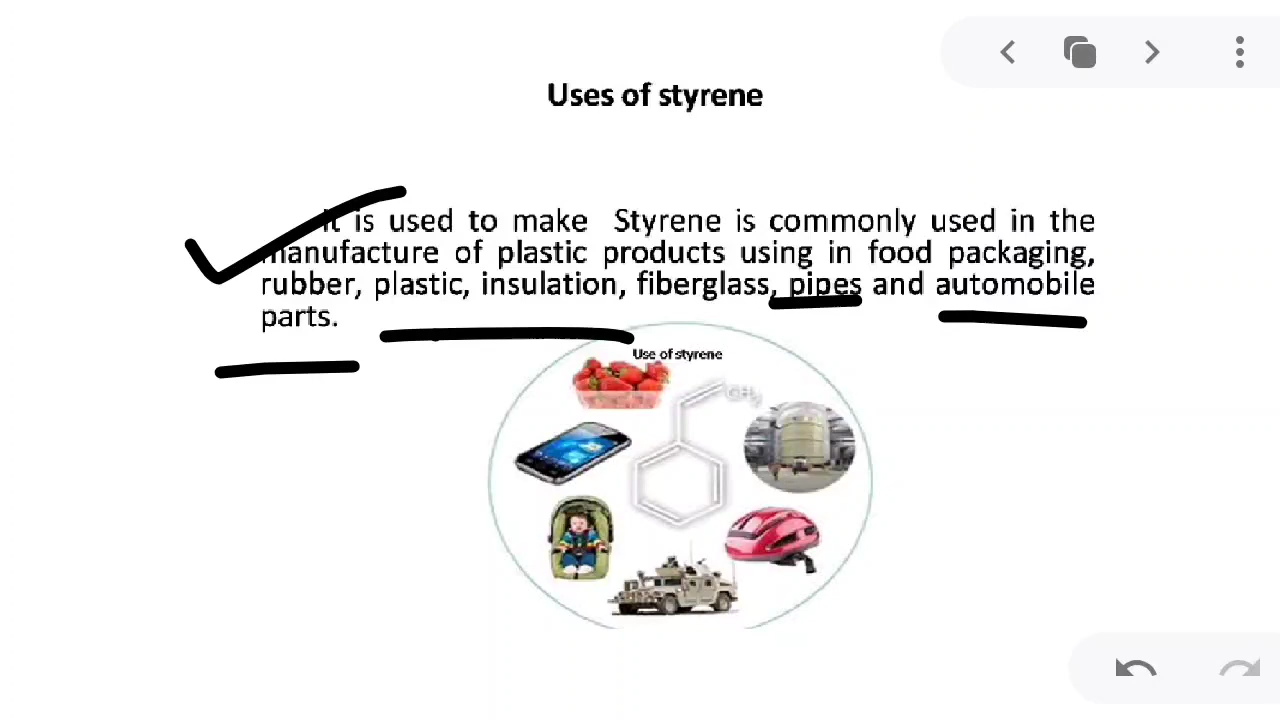 Uses of styrene
It is used to make Styrene is commonly used in the
manufacture of plastic products using in food packaging,
rubber, plastic, insulation, fiberglass, pipes and automobile
parts.
Use of styrene
CH2